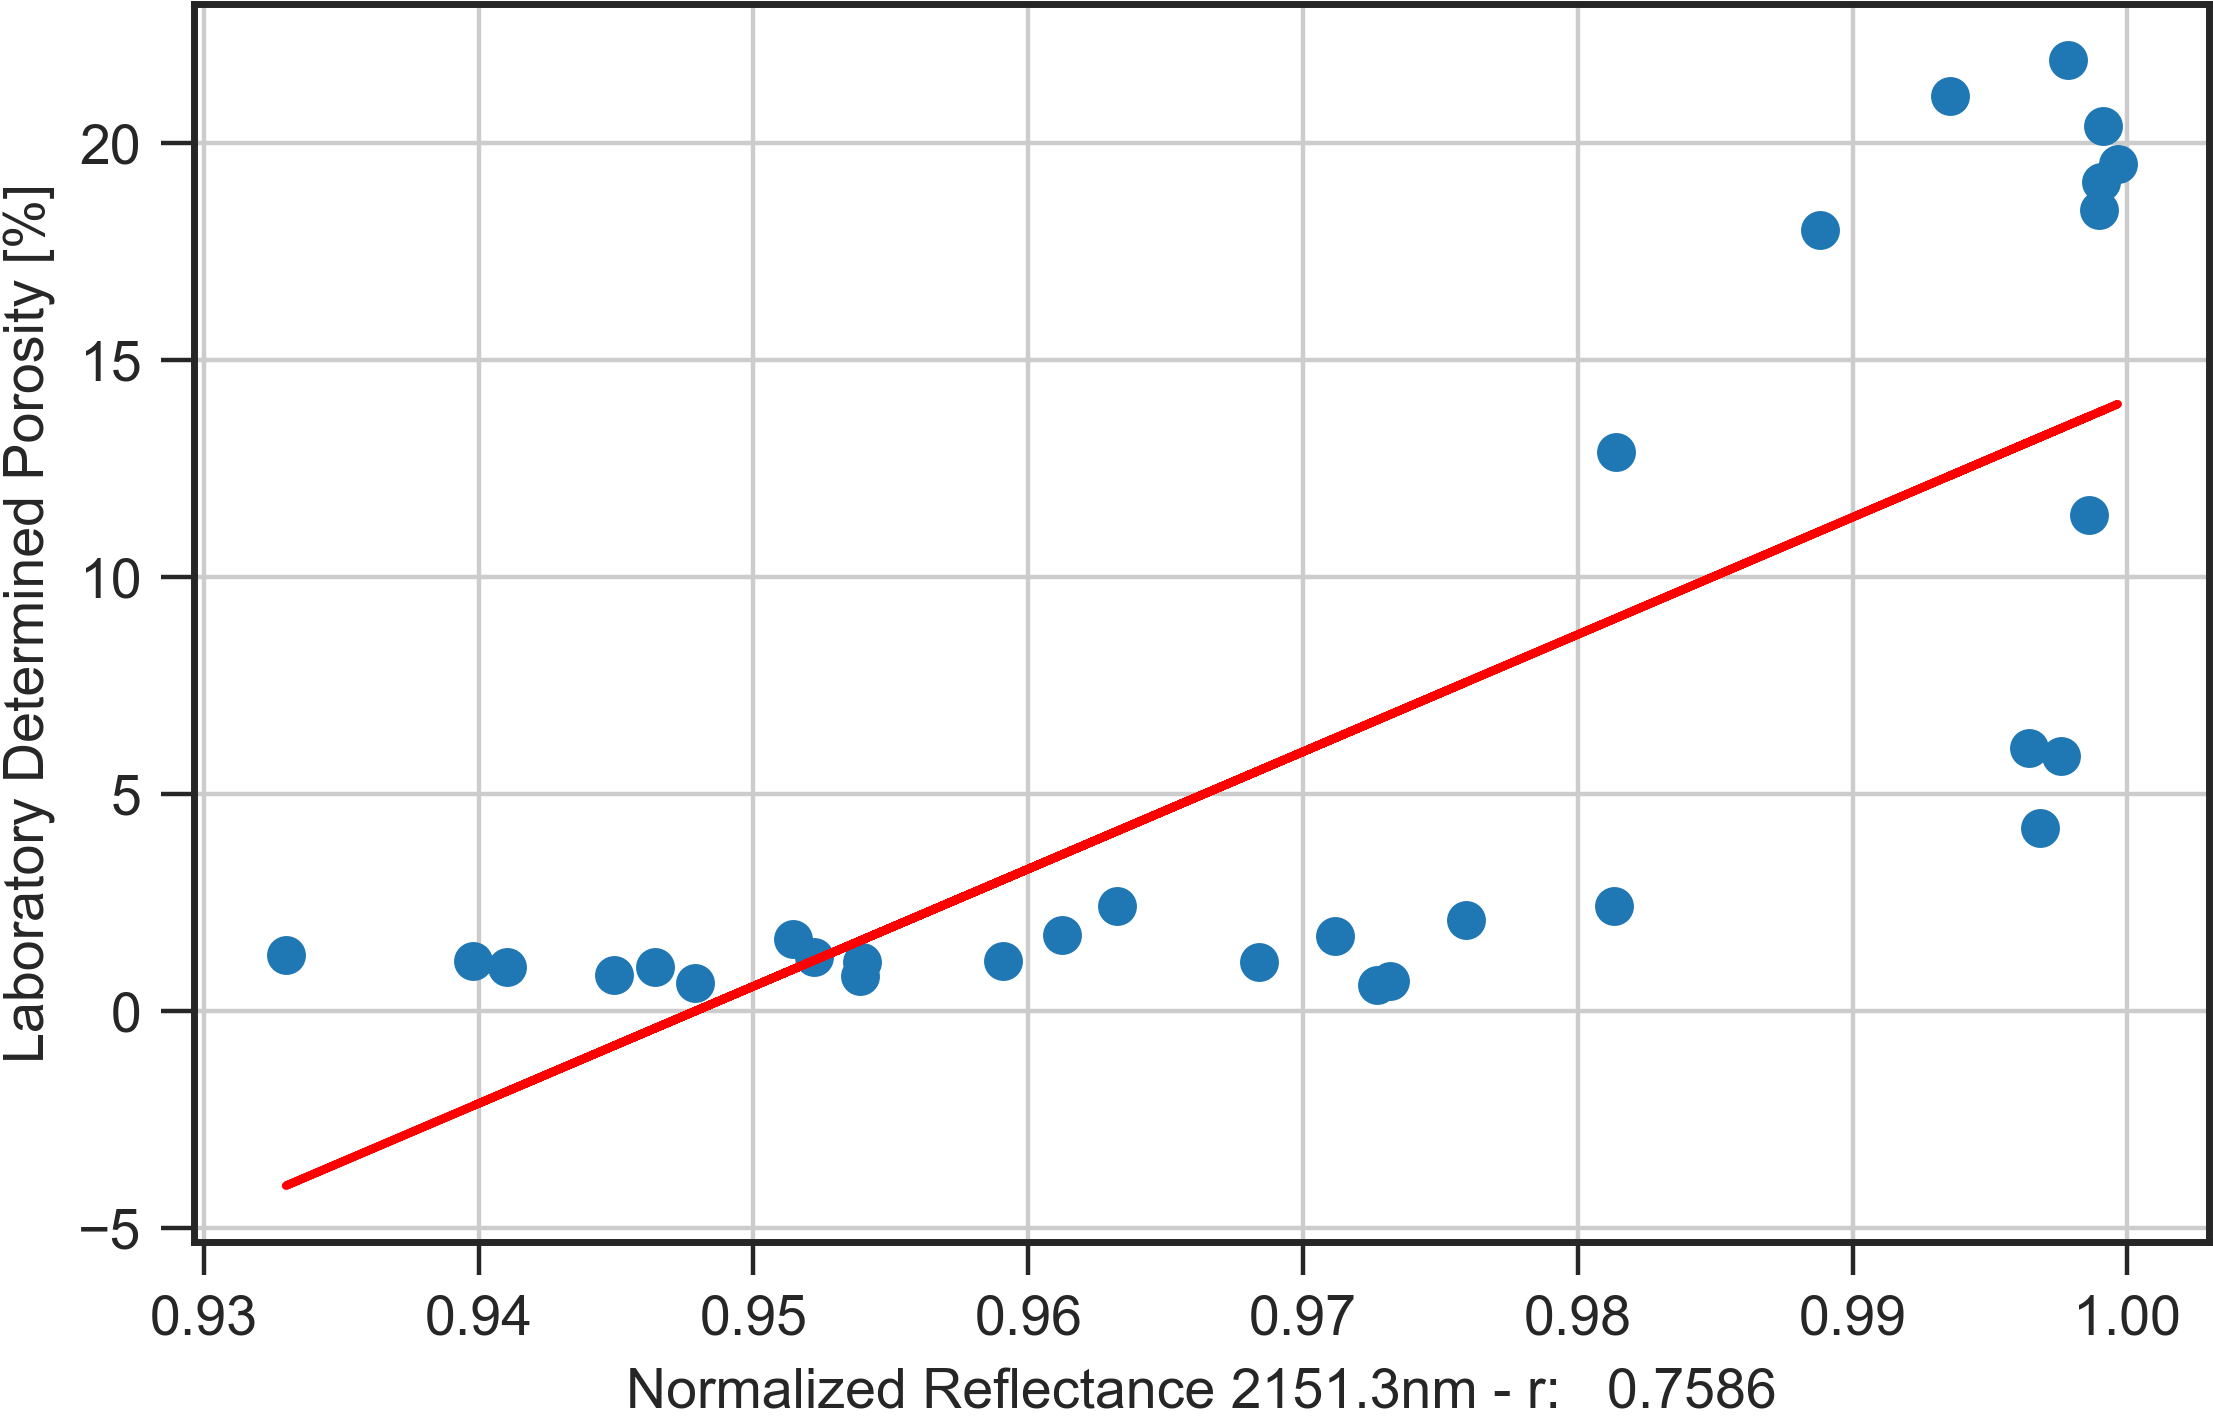 Laboratory Determined Porosity [%]
20
15
10
5
0
−5
0.93 0.94 0.95 0.96 0.97 0.98 0.99 1.00
Normalized Reflectance 2151.3nm - r: 0.7586